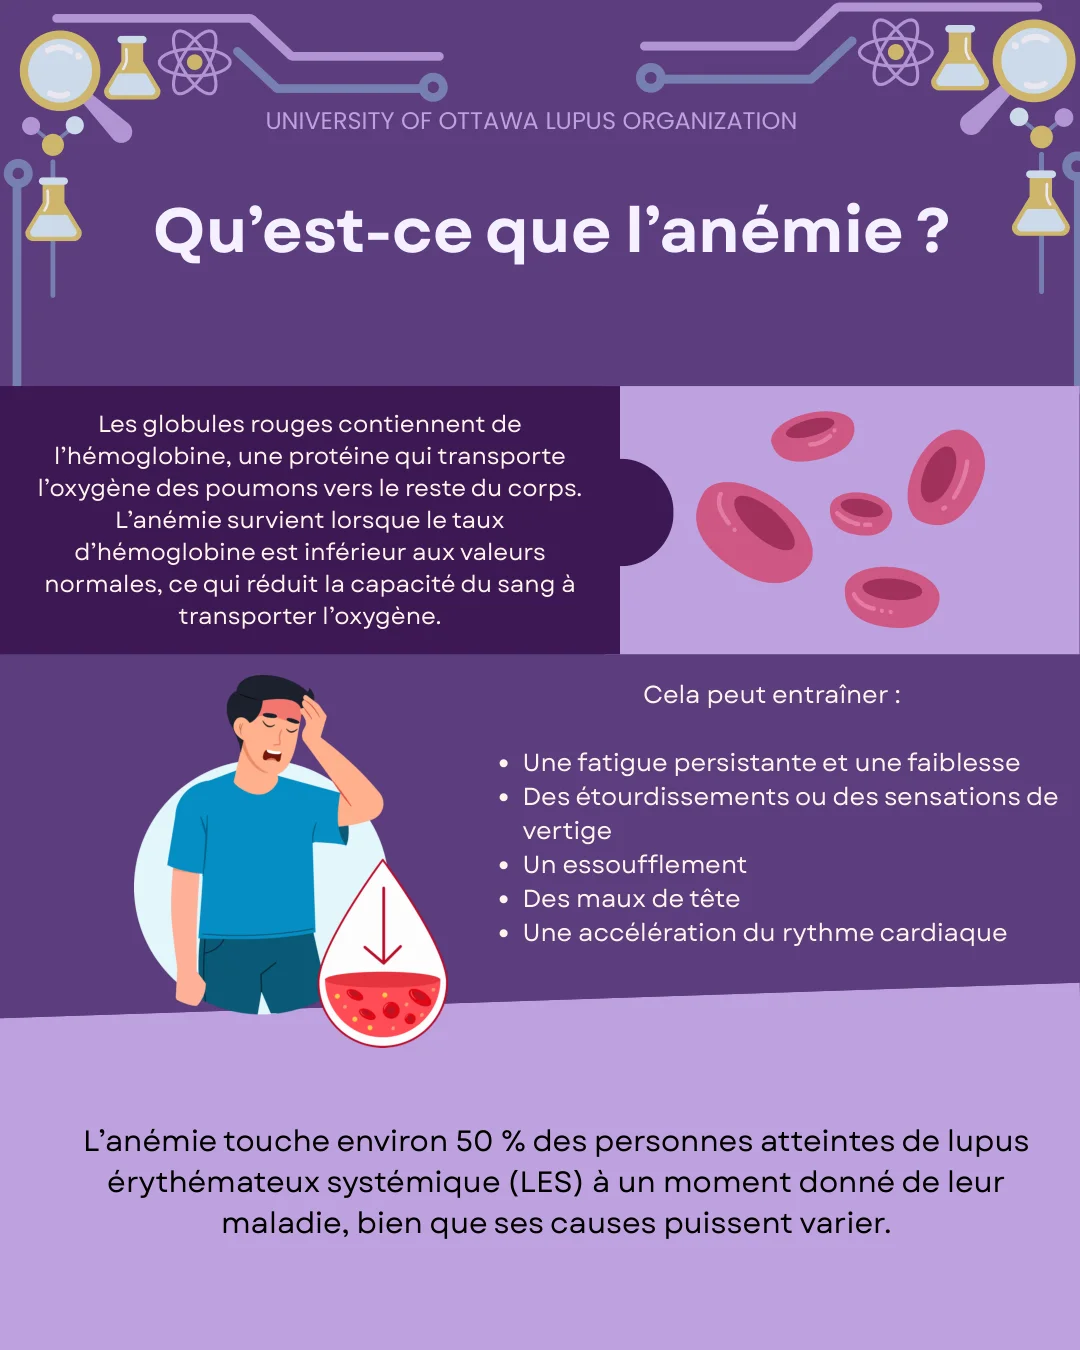 UNIVERSITY OF OTTAWA LUPUS ORGANIZATION
Qu’est-ce que l’anémie ?
Les globules rouges contiennent de
l’hémoglobine, une protéine qui transporte
l’oxygène des poumons vers le reste du corps.
L’anémie survient lorsque le taux
d’hémoglobine est inférieur aux valeurs
normales, ce qui réduit la capacité du sang à
transporter l’oxygène.
Cela peut entraîner :
• Une fatigue persistante et une faiblesse
• Des étourdissements ou des sensations de
vertige
• Un essoufflement
• Des maux de tête
• Une accélération du rythme cardiaque
L’anémie touche environ 50 % des personnes atteintes de lupus
érythémateux systémique (LES) à un moment donné de leur
maladie, bien que ses causes puissent varier.